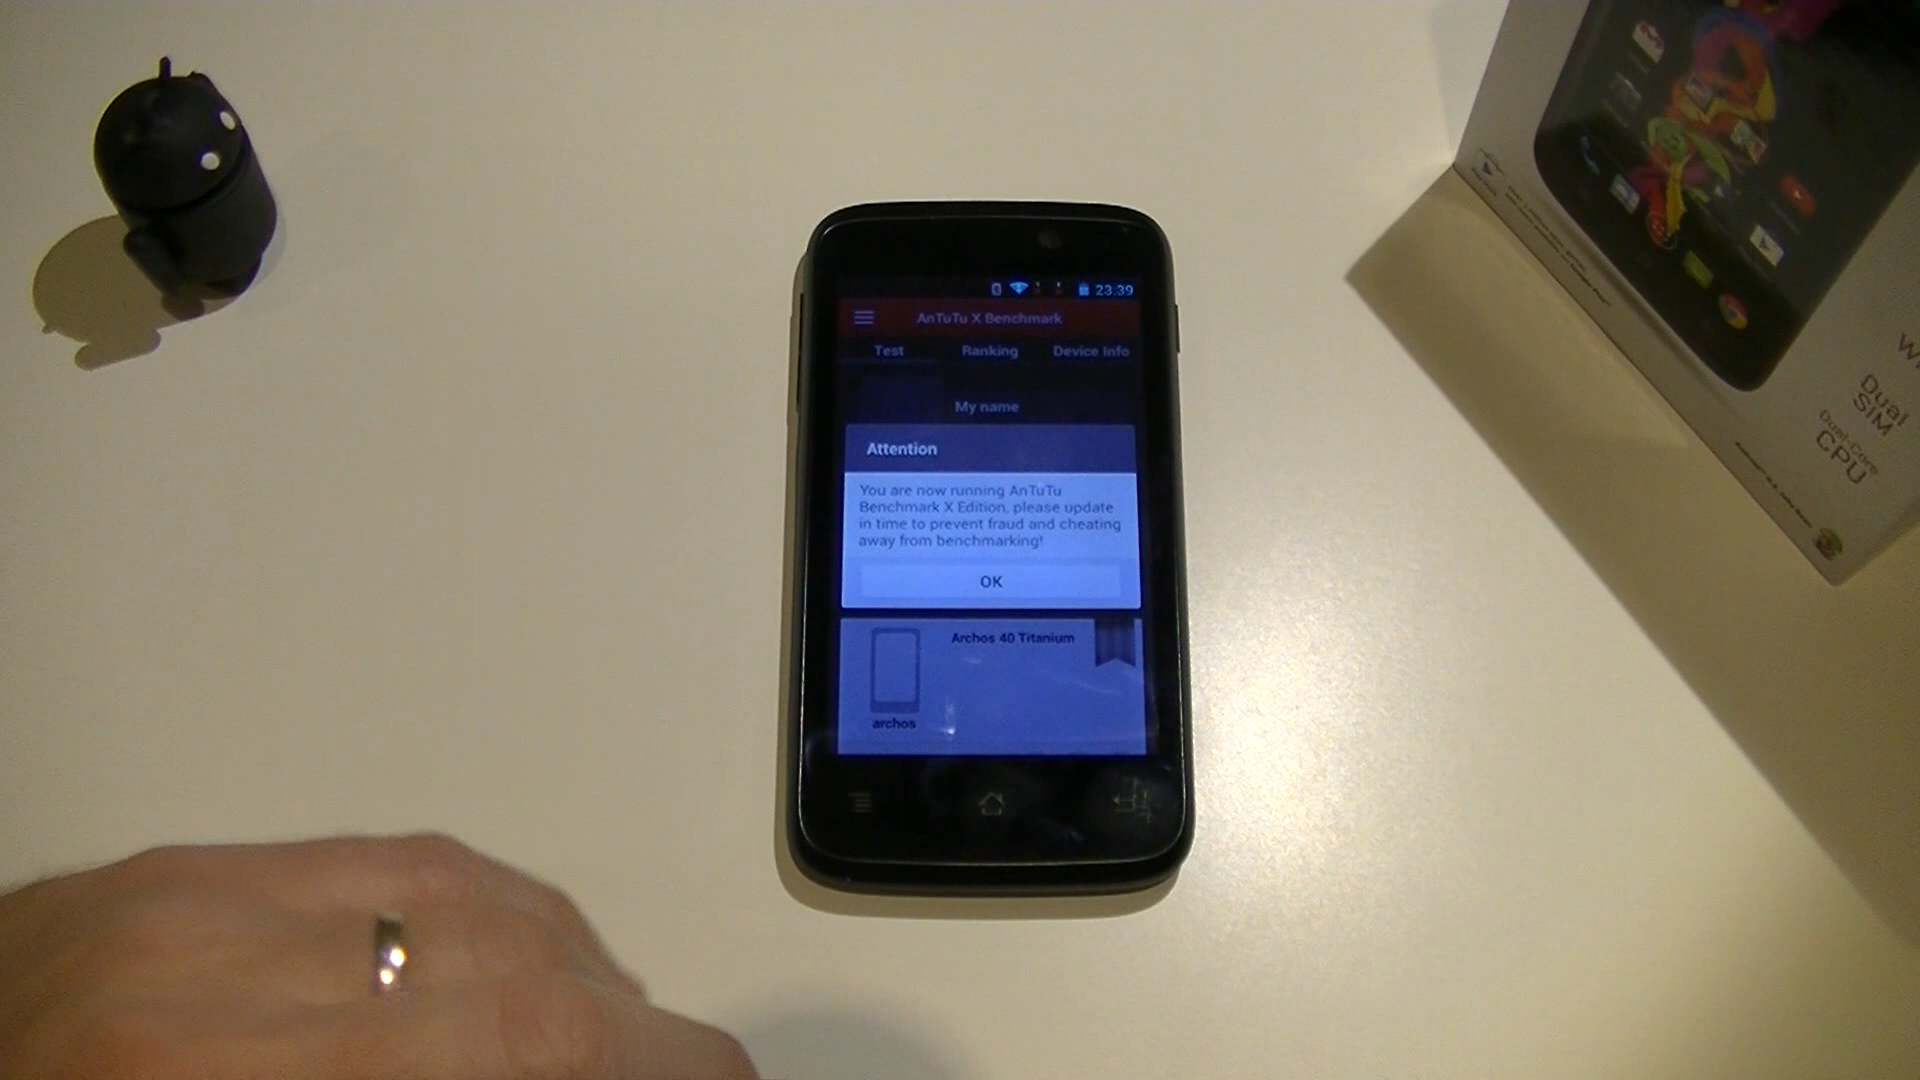 23:39
AnTuTu X Benchmark
Test Ranking Device Info
My name
Attention
You are now running AnTuTu
Benchmark X Edition, please update
in time to prevent fraud and cheating
away from benchmarking!
OK
Archos 40 Titanium
archos
Dual
SIM
Dual-Core
CPU